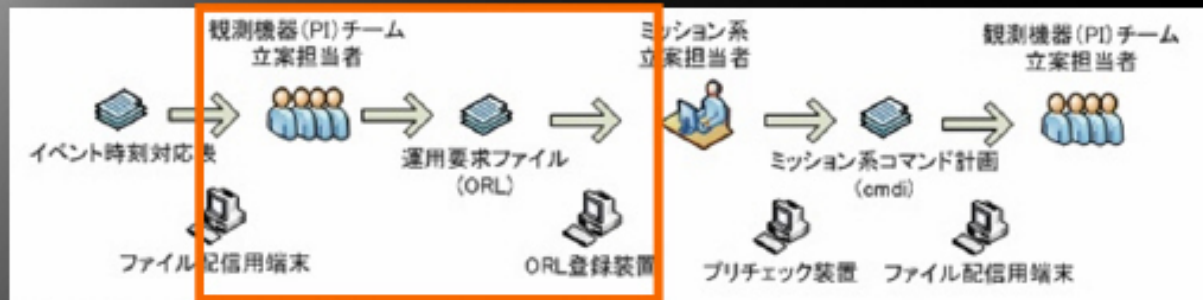 観測機器(PI)チーム
立案担当者
ミッション系
立案担当者
観測機器(PI)チーム
立案担当者
イベント時刻対応表
運用要求ファイル
(ORL)
ミッション系コマンド計画
(cmdi)
ファイル配信用端末
ORL登録装置
プリチェック装置
ファイル配信用端末